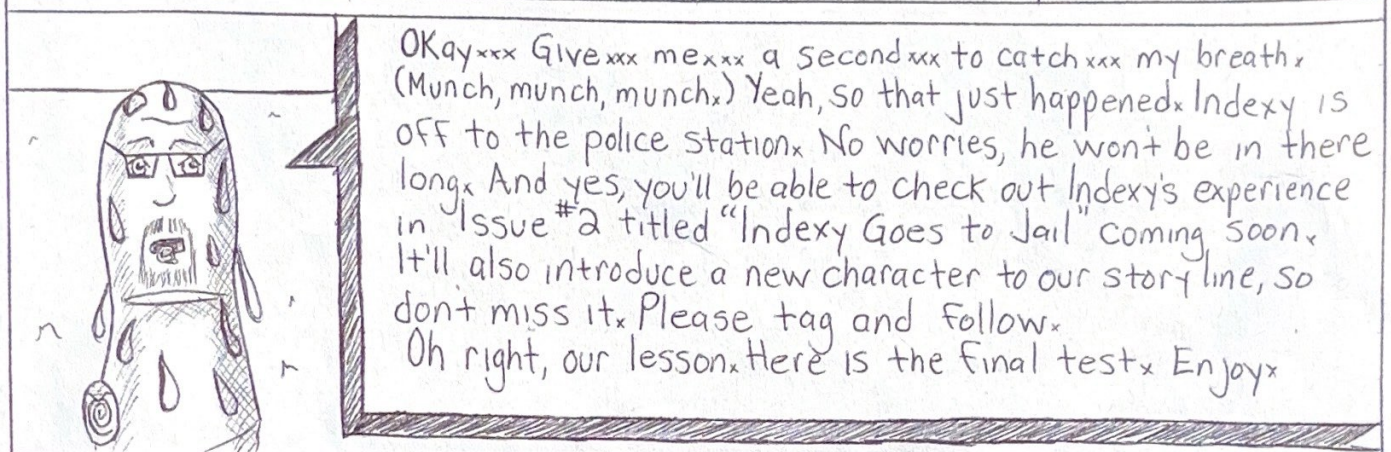 OKayxxx Givexxx mexxx a secondxxx to catchxxx my breathx
(Munch, munch, munchx) Yeah, so that just happenedx Indexy is
off to the police stationx No worries, he won't be in there
longx And yes, you'll be able to check out Indexy's experience
in Issue #2 titled "Indexy Goes to Jail" coming soonx
It'll also introduce a new character to our story line, so
don't miss itx Please tag and followx
Oh right, our lessonx Here is the final testx Enjoyx